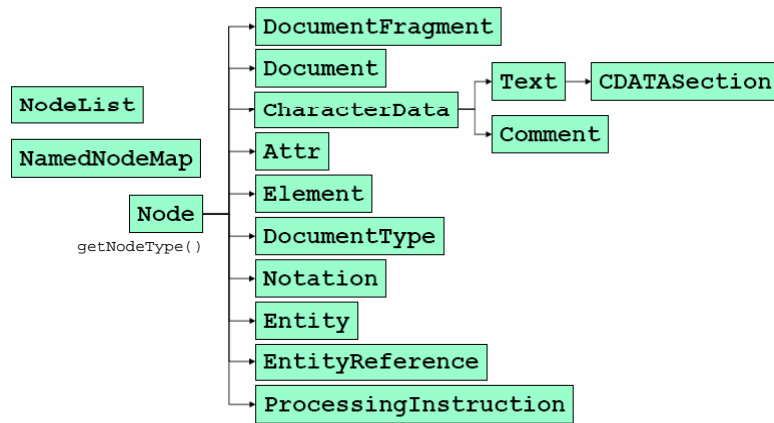 DocumentFragment
Document
Text
CDATASection
NodeList
CharacterData
Comment
NamedNodeMap
Attr
Element
Node
getNodeType()
DocumentType
Notation
Entity
EntityReference
ProcessingInstruction